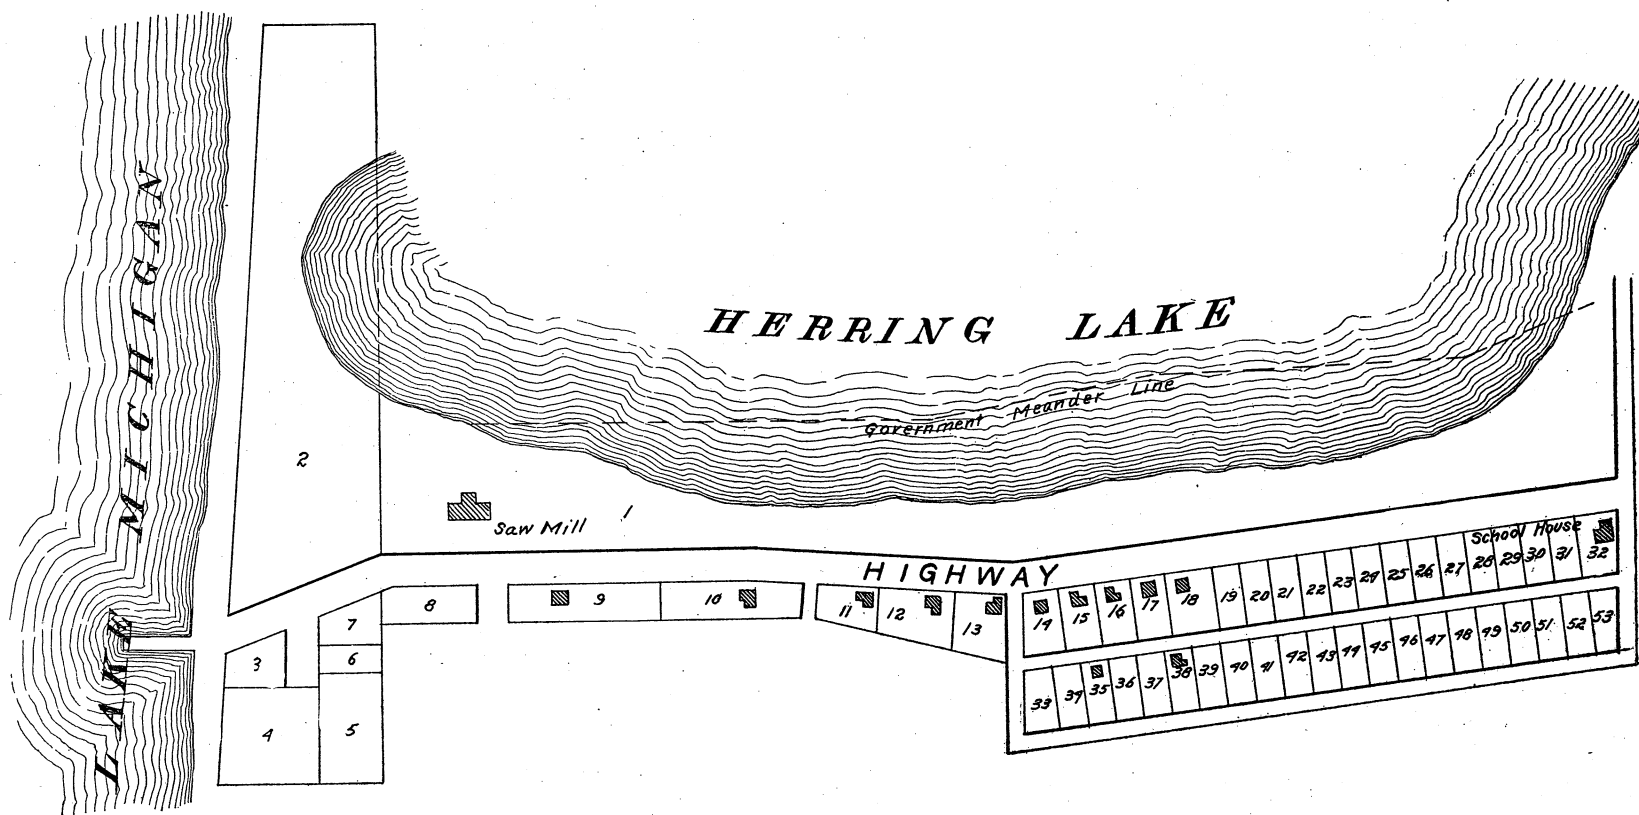 LAKE MICHIGAN
HERRING LAKE
Government Meander Line
2
Saw Mill 1
School House
HIGHWAY
3
4
5
6
7
8
9
10
11
12
13
14 15 16 17 18 19 20 21 22 23 24 25 26 27 28 29 30 31 32
33 34 35 36 37 38 39 40 41 42 43 44 45 46 47 48 49 50 51 52 53